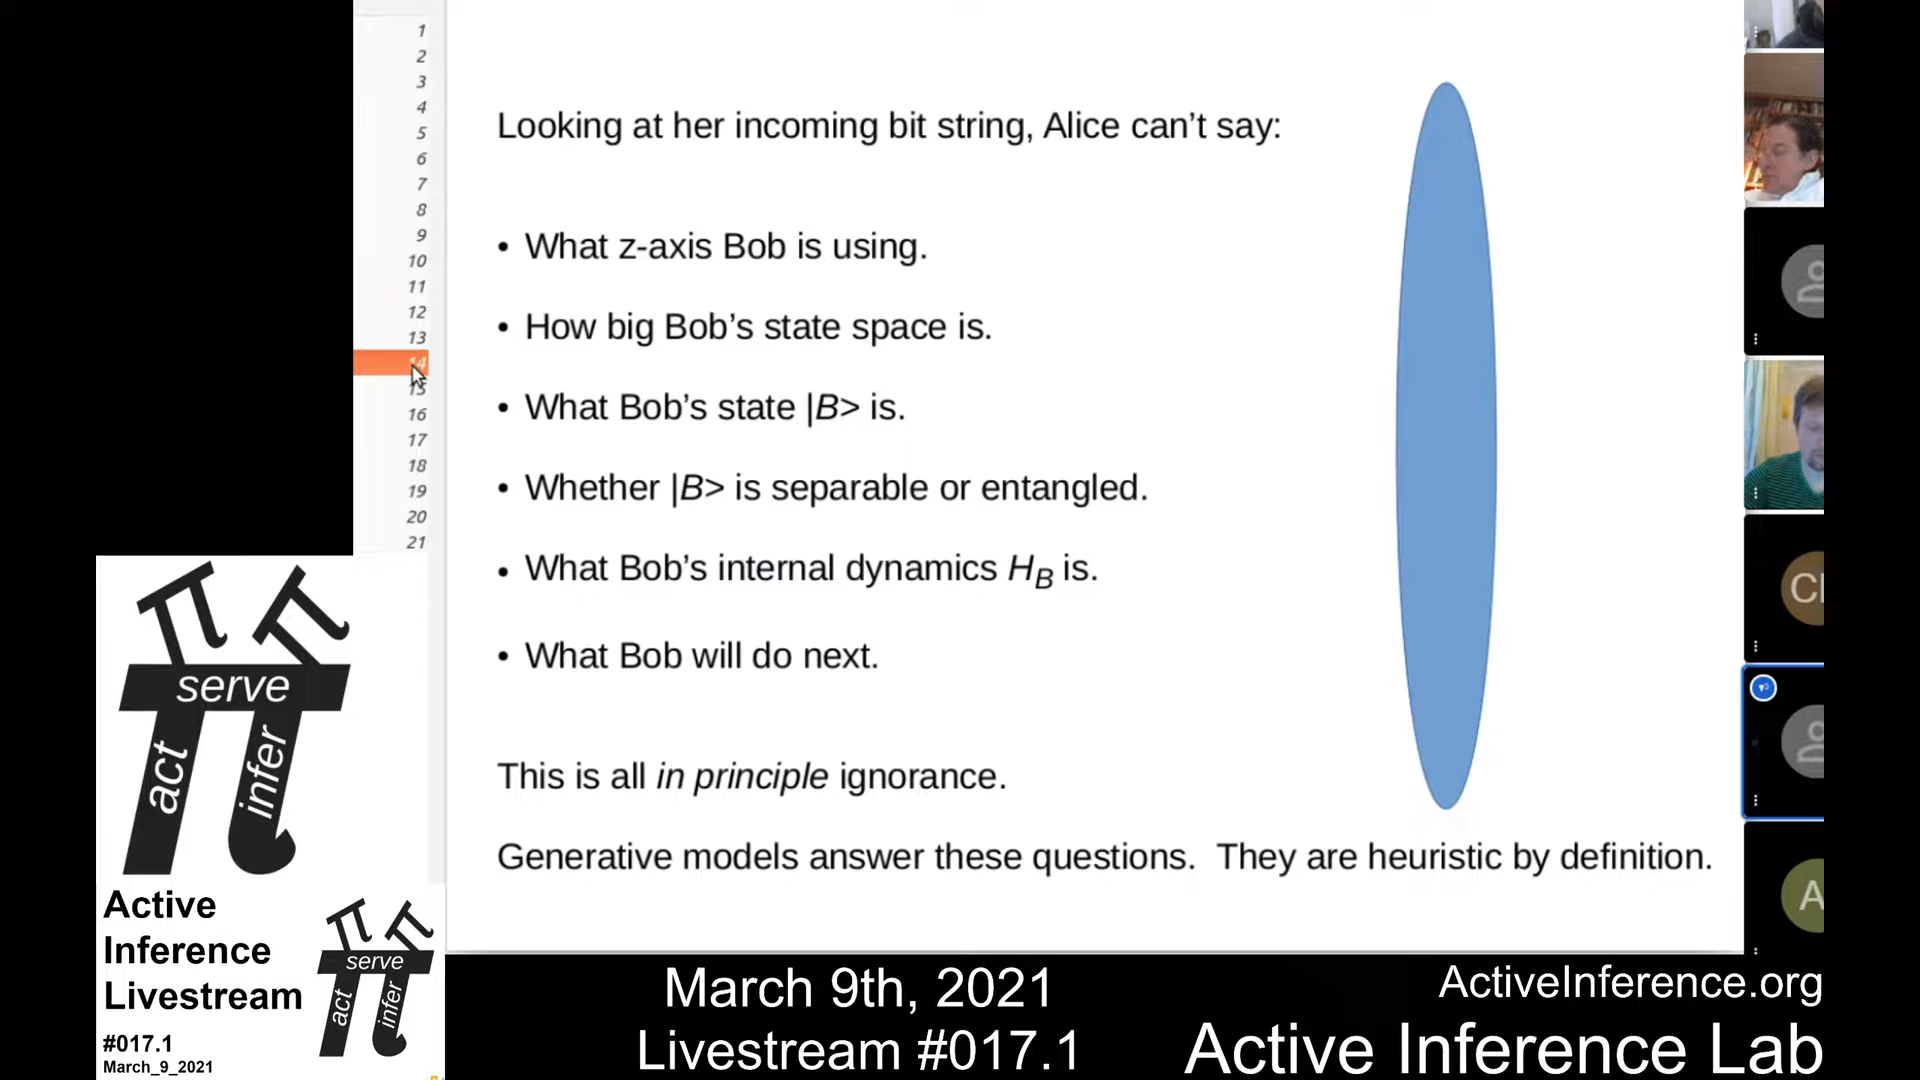 1
2
3
4
5
6
7
8
9
10
11
12
13
14
15
16
17
18
19
20
21
Looking at her incoming bit string, Alice can’t say:
• What z-axis Bob is using.
• How big Bob’s state space is.
• What Bob’s state |B> is.
• Whether |B> is separable or entangled.
• What Bob’s internal dynamics H_B is.
• What Bob will do next.
This is all in principle ignorance.
Generative models answer these questions.  They are heuristic by definition.
serve
act
infer
Active
Inference
Livestream
#017.1
March_9_2021
serve
act
infer
March 9th, 2021
Livestream #017.1
ActiveInference.org
Active Inference Lab
A